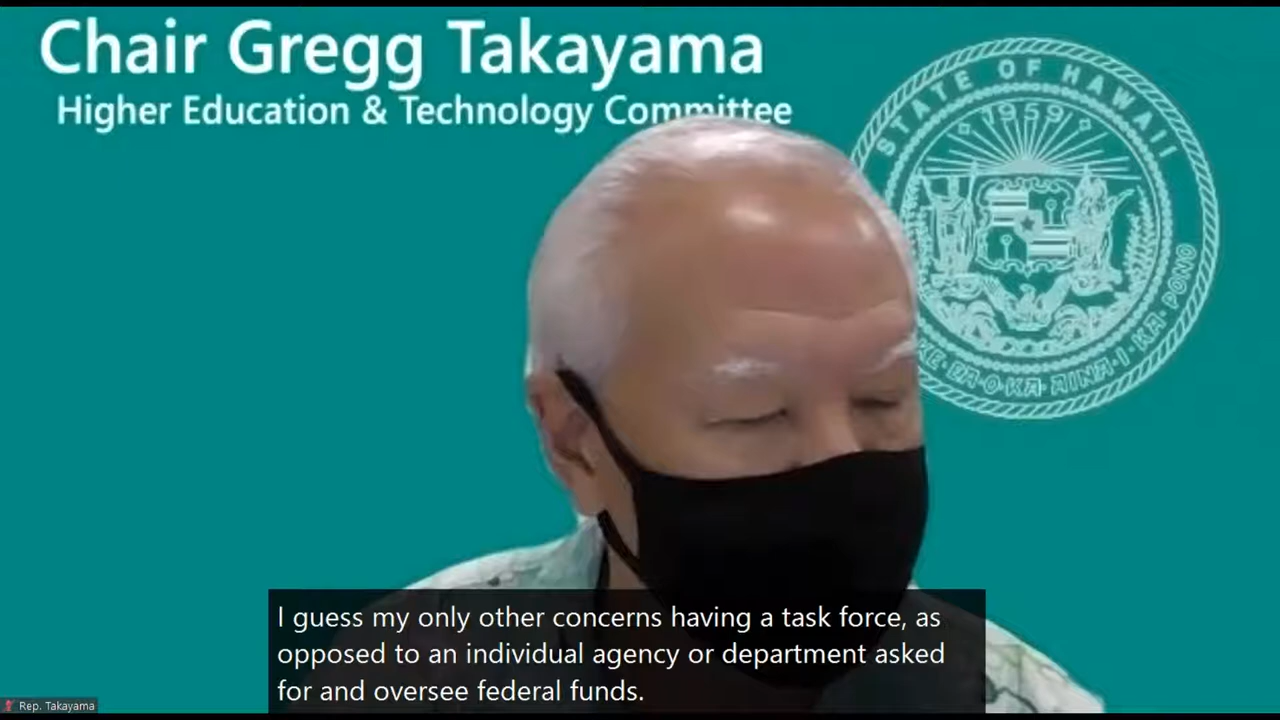 Chair Gregg Takayama
Higher Education & Technology Committee
STATE OF HAWAII
1959
KE·EA·O·KA·AINA·I·KA·PONO
I guess my only other concerns having a task force, as
opposed to an individual agency or department asked
for and oversee federal funds.
Rep. Takayama